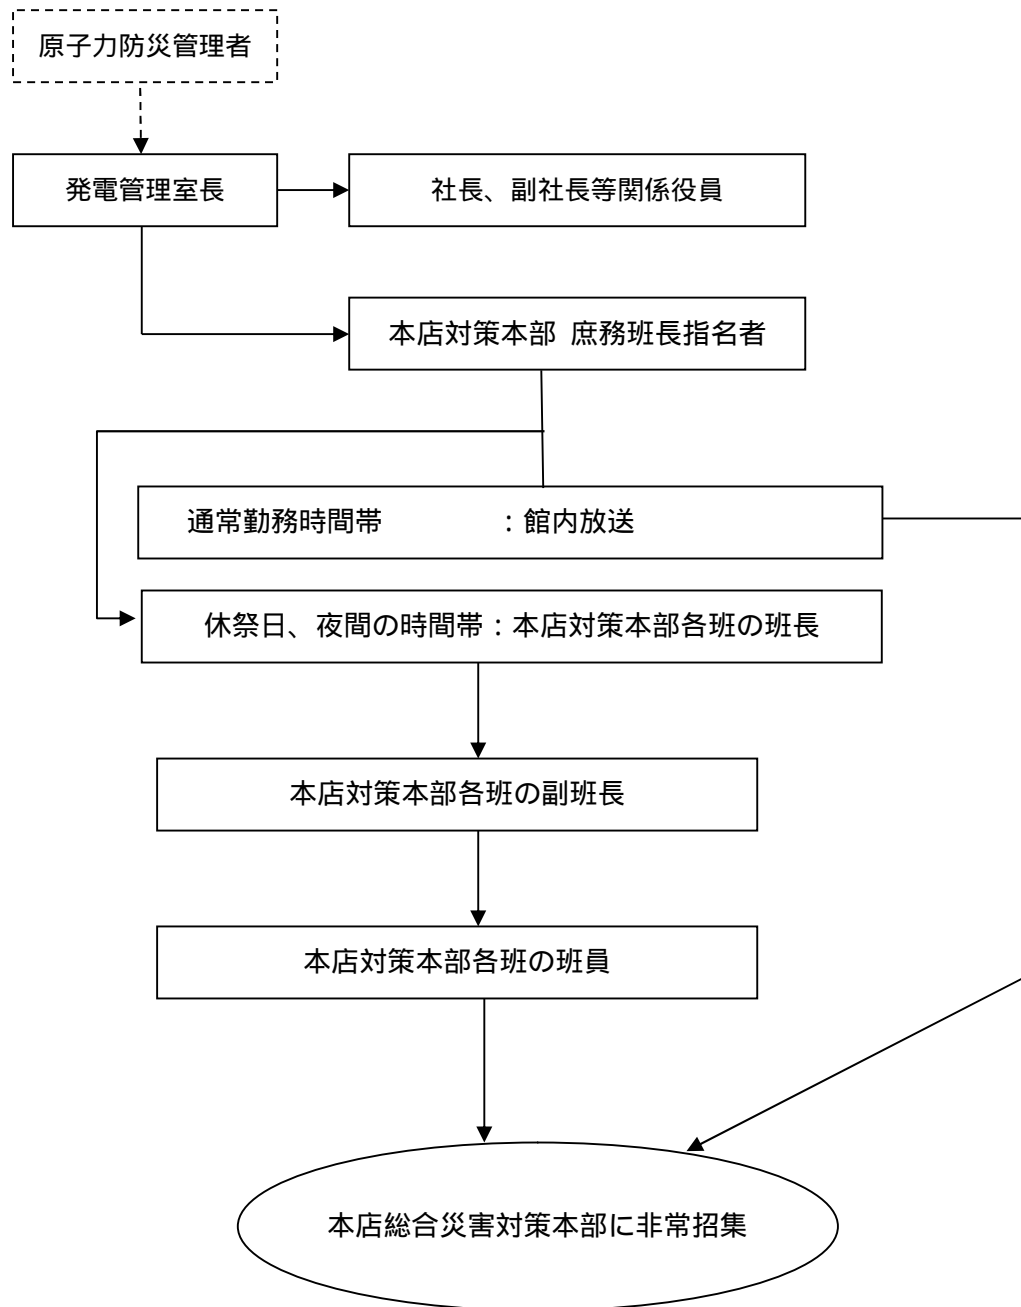 原子力防災管理者
発電管理室長
社長、副社長等関係役員
本店対策本部 庶務班長指名者
通常勤務時間帯 : 館内放送
休祭日、夜間の時間帯 : 本店対策本部各班の班長
本店対策本部各班の副班長
本店対策本部各班の班員
本店総合災害対策本部に非常招集